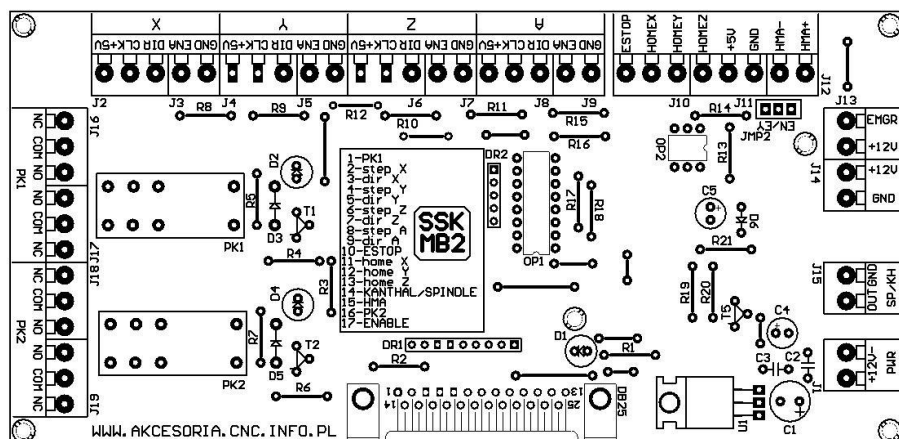 X Y Z A
+5V CLK DIR ENA GND +5V CLK DIR ENA GND +5V CLK DIR ENA GND +5V CLK DIR ENA GND
ESTOP HOMEX HOMEY HOMEZ +5V GND HMA- HMA+
J2 J3 J4 J5 J6 J7 J8 J9 J10 J11 J12
R8 R9 R12 R10 R11 R15 R16 R14
JMP2 EN/EY
J13
EMGR
+12V
J14
+12V
GND
J16
NC
COM
NO
PK1
NO
COM
NC
J17
D2
R5
D3
T1
PK1
R4
R3
1-PK1
2-step X
3-dir X
4-step Y
5-dir Y
6-step Z
7-dir Z
8-step A
9-dir A
10-ESTOP
11-home X
12-home Y
13-home Z
14-KANTHAL/SPINDLE
15-HMA
16-PK2
17-ENABLE
SSK
MB2
DR2
OP1
R17
R18
OP2
R13
C5
D6
R21
R19
R20
T5
C4
C3
C2
J15
GND
OUT
SP/KH
J18
NC
COM
NO
PK2
NO
COM
NC
J19
D4
R7
D5
T2
PK2
R6
DR1
R2
D1
R1
+12V-
PWR
J1
C1
U1
1 13
14 25
DB25
WWW.AKCESORIA.CNC.INFO.PL